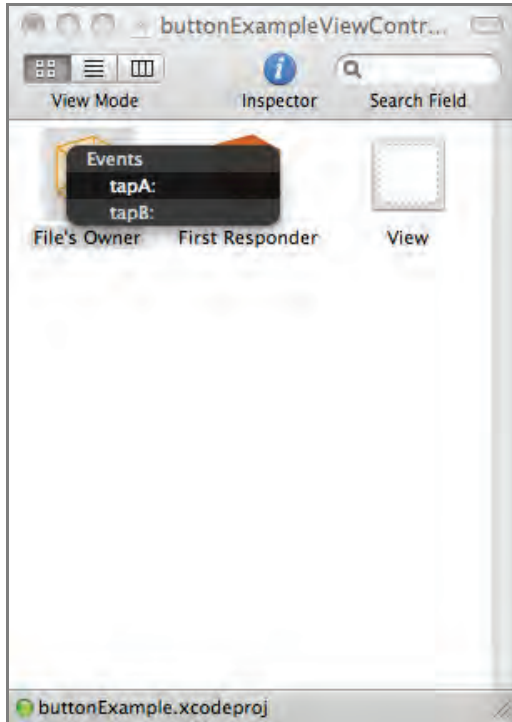 buttonExampleViewContr...
View Mode
Inspector
Search Field
Events
tapA:
tapB:
File's Owner
First Responder
View
buttonExample.xcodeproj